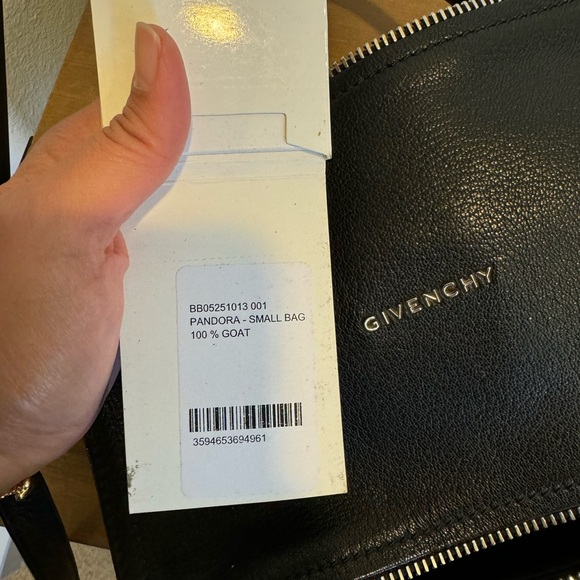 BB05251013 001
PANDORA - SMALL BAG
100 % GOAT
3594653694961
GIVENCHY